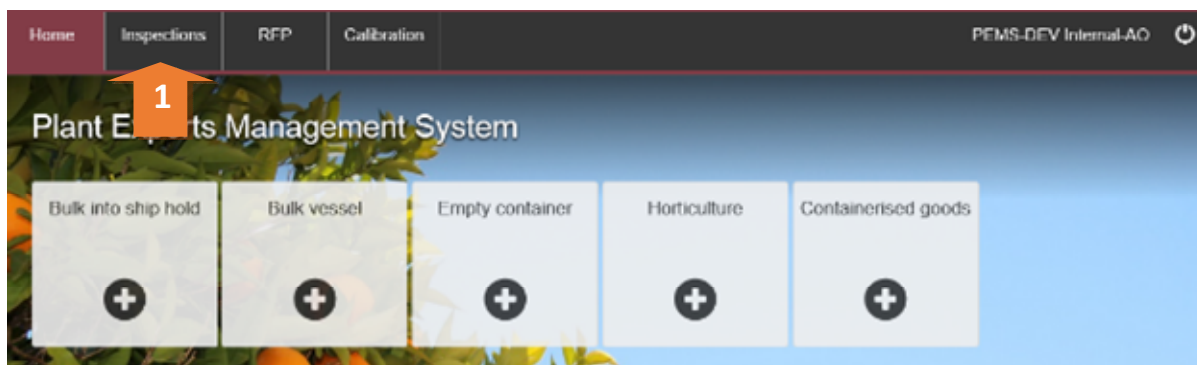 Home Inspections RFP Calibration PEMS-DEV Internal-AO
1
Plant E ts Management System
Bulk into ship hold Bulk vessel Empty container Horticulture Containerised goods